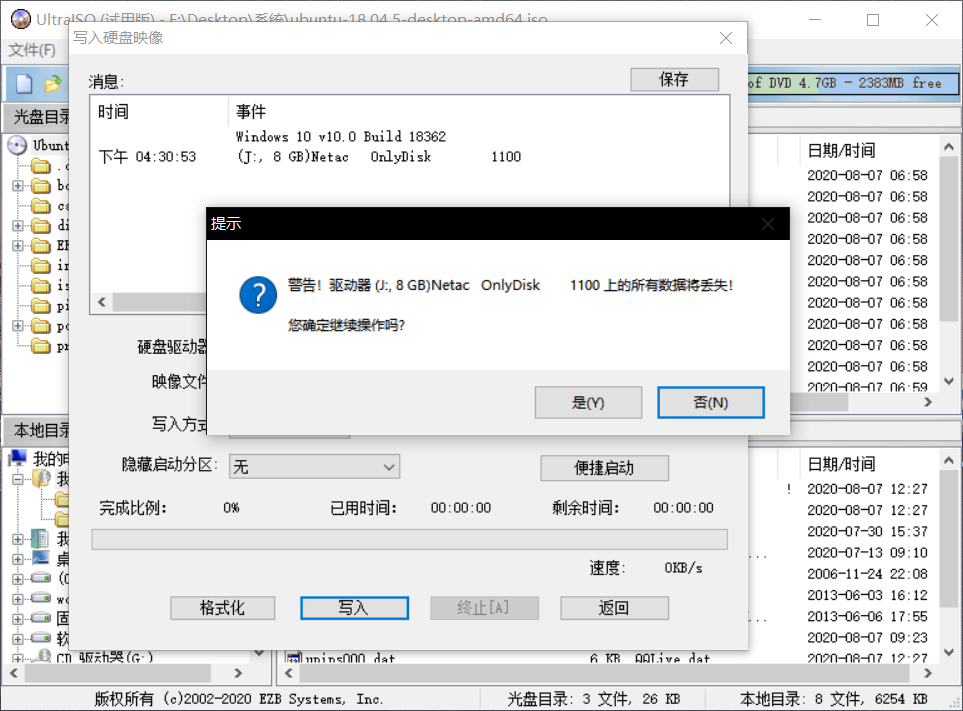 UltraISO (试用版) - F:\Desktop\系统\ubuntu-18.04.5-desktop-amd64.iso
写入硬盘映像
文件(F)
消息:
保存
of DVD 4.7GB - 2383MB free
光盘目录
时间 事件
Windows 10 v10.0 Build 18362
下午 04:30:53 (J:, 8 GB)Netac OnlyDisk 1100
日期/时间
2020-08-07 06:58
2020-08-07 06:58
2020-08-07 06:58
2020-08-07 06:58
2020-08-07 06:58
2020-08-07 06:58
2020-08-07 06:58
2020-08-07 06:58
2020-08-07 06:58
2020-08-07 06:58
2020-08-07 06:59
提示
警告! 驱动器 (J:, 8 GB)Netac OnlyDisk 1100 上的所有数据将丢失!
您确定继续操作吗?
是(Y) 否(N)
硬盘驱动器
映像文件
写入方式
本地目录
隐藏启动分区: 无 便捷启动
完成比例: 0% 已用时间: 00:00:00 剩余时间: 00:00:00
速度: 0KB/s
格式化 写入 终止[A] 返回
我的电
日期/时间
! 2020-08-07 12:27
2020-08-07 12:27
2020-07-30 15:37
... 2020-07-13 09:10
2006-11-24 22:08
2013-06-03 16:12
... 2013-06-06 17:55
2020-08-07 09:23
2020-08-07 12:27
CD 驱动器(G:)
unins000.dat 6 KB QQLive.dat
版权所有 (c)2002-2020 EZB Systems, Inc. 光盘目录: 3 文件, 26 KB 本地目录: 8 文件, 6254 KB